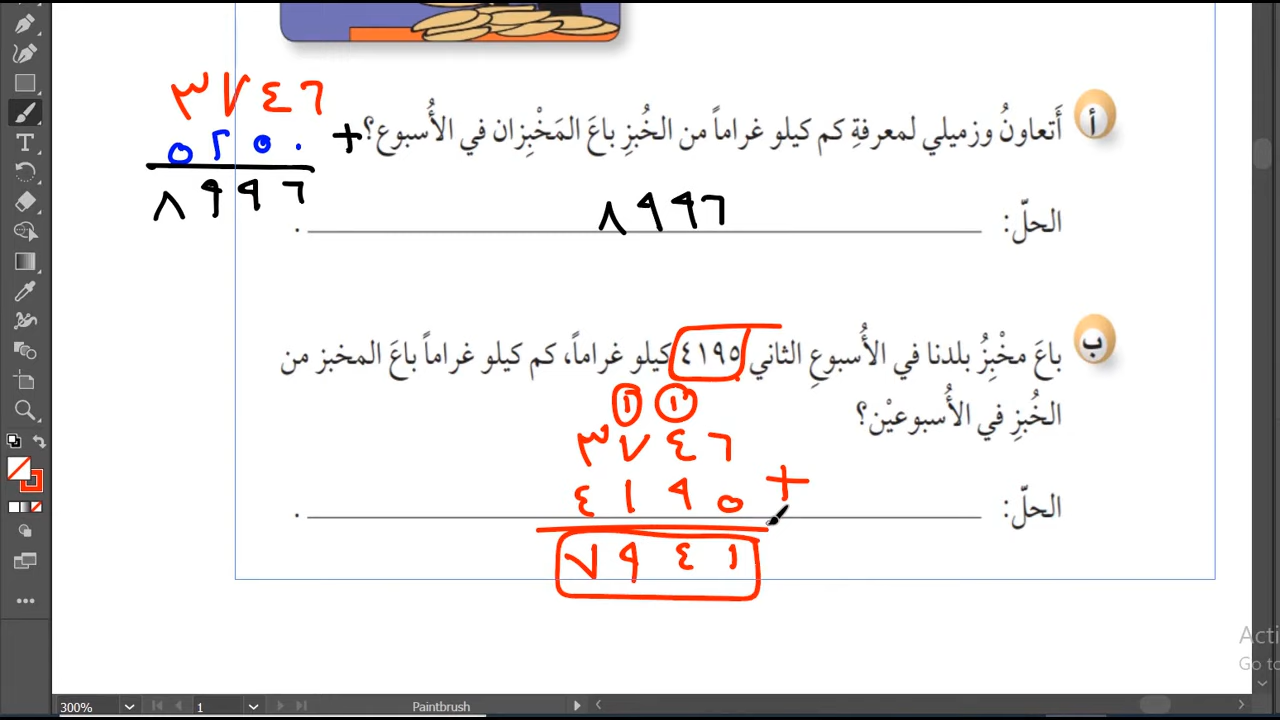 ٣٧٤٦
+ ٥٢٥٠
٨٩٩٦
أ أَتعاونُ وزميلي لمعرفةِ كم كيلو غراماً من الخُبزِ باعَ المَخْبِزان في الأُسبوع؟
الحلّ: ٨٩٩٦ .
ب باعَ مخْبِزُ بلدنا في الأُسبوعِ الثاني ٤١٩٥ كيلو غراماً، كم كيلو غراماً باعَ المخبز من
الخُبزِ في الأُسبوعيْن؟
١ ١
٣٧٤٦
+ ٤١٩٥
الحلّ: .
٧٩٤١
300%
1
Paintbrush